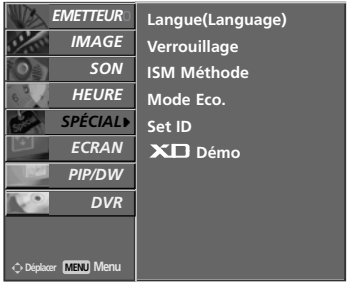 EMETTEUR
IMAGE
SON
HEURE
SPÉCIAL
ECRAN
PIP/DW
DVR
Déplacer MENU Menu
Langue(Language)
Verrouillage
ISM Méthode
Mode Eco.
Set ID
XD Démo